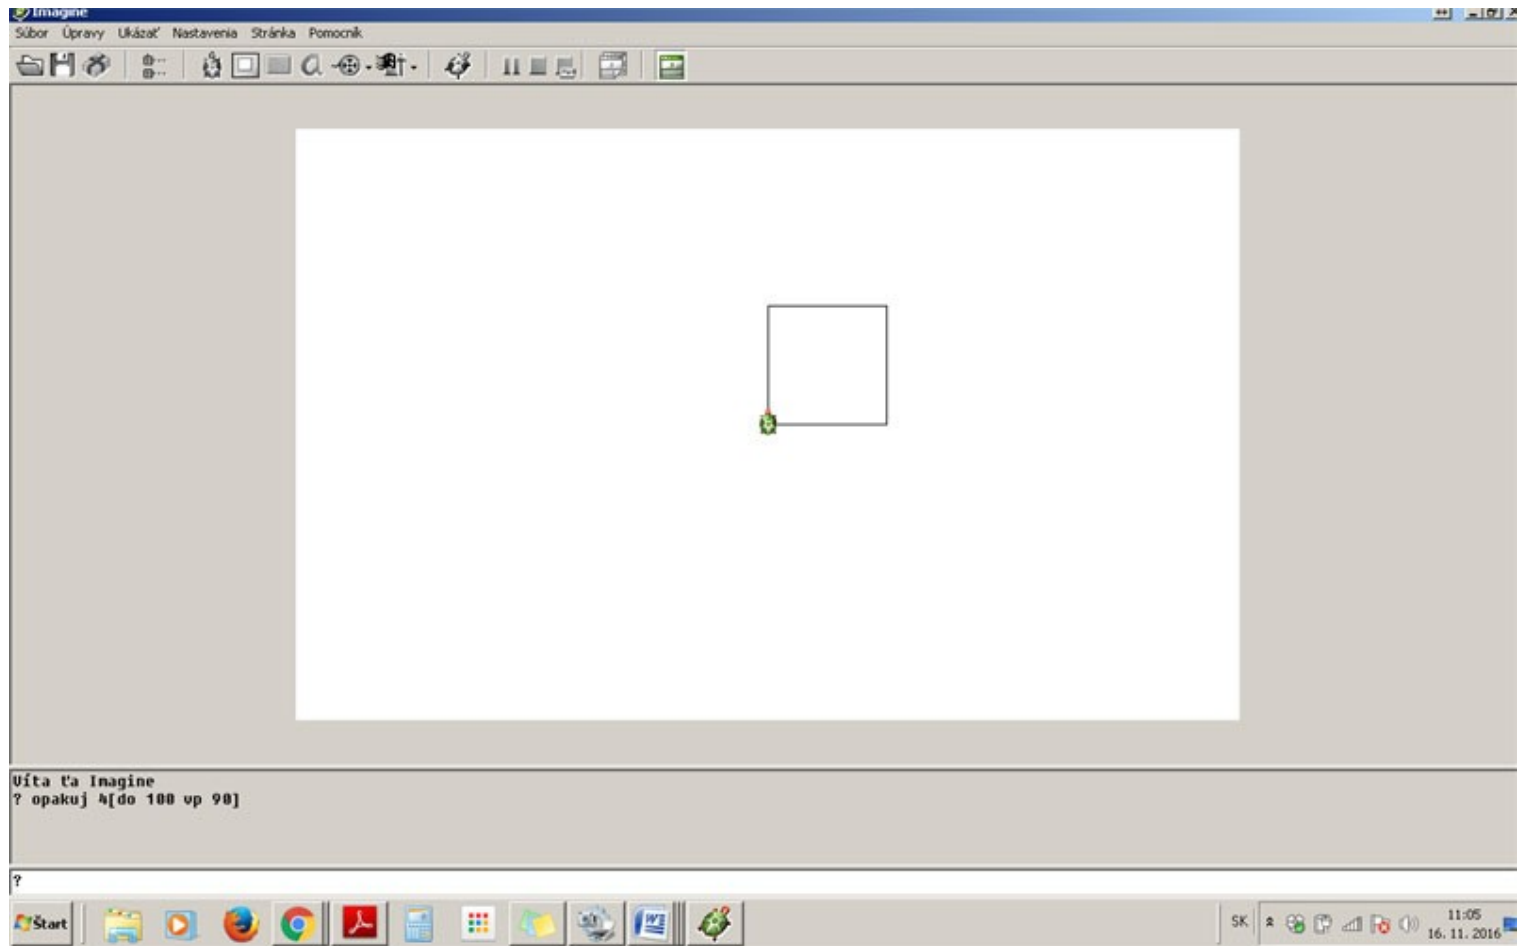 Imagine
Súbor Úpravy Ukázať Nastavenia Stránka Pomocník
Víta ťa Imagine
? opakuj 4[do 100 vp 90]
?
Štart
SK
11:05
16. 11. 2016